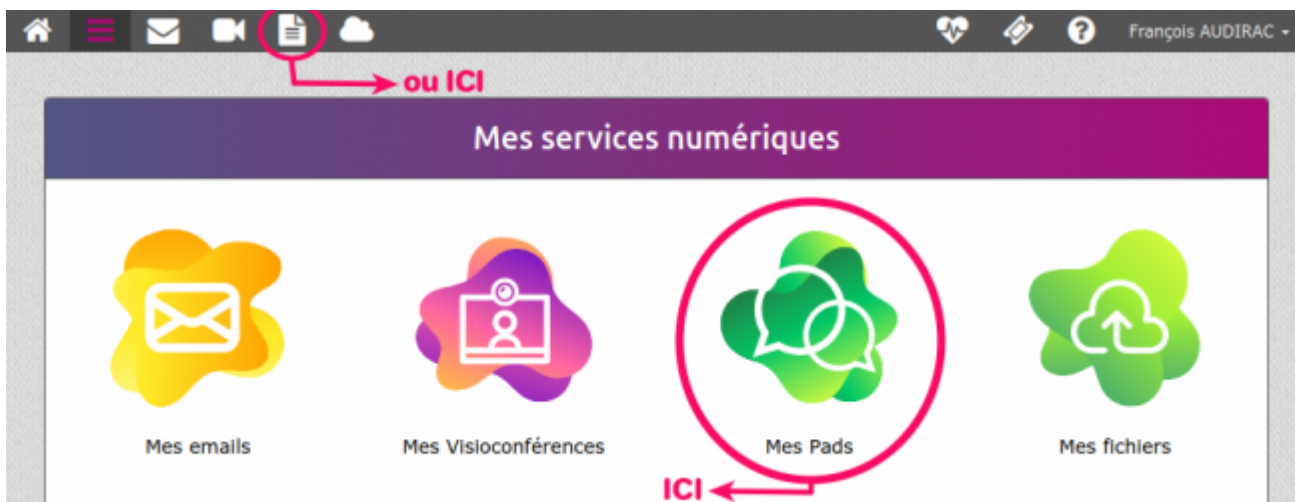 François AUDIRAC
ou ICI
Mes services numériques
Mes emails
Mes Visioconférences
Mes Pads
Mes fichiers
ICI